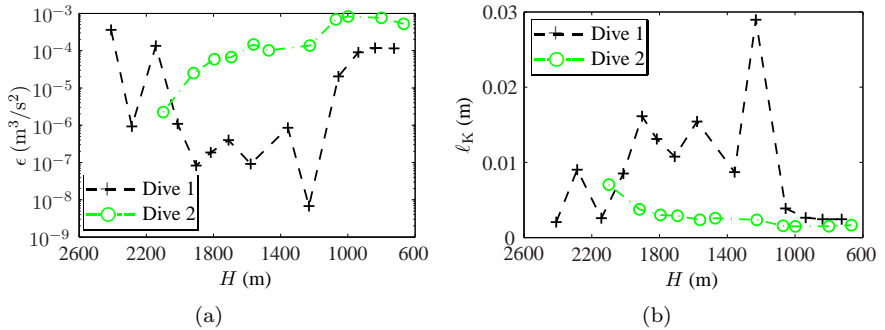 10⁻³
10⁻⁴
10⁻⁵
10⁻⁶
10⁻⁷
10⁻⁸
10⁻⁹
ϵ (m³/s²)
Dive 1
Dive 2
2600 2200 1800 1400 1000 600
H (m)
(a)
0.03
0.02
0.01
0
ℓ_K (m)
Dive 1
Dive 2
2600 2200 1800 1400 1000 600
H (m)
(b)